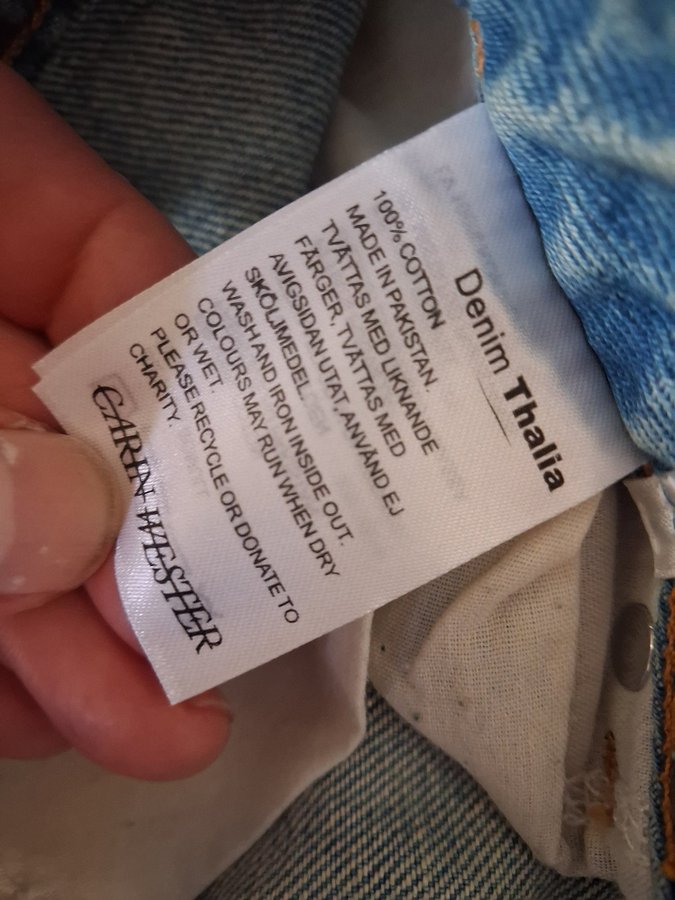 Denim Thalia
100% COTTON
MADE IN PAKISTAN.
TVÄTTAS MED LIKNANDE
FÄRGER, TVÄTTAS MED
AVIGSIDAN UTÅT, ANVÄND EJ
SKÖLJMEDEL.
WASH AND IRON INSIDE OUT.
COLOURS MAY RUN WHEN DRY
OR WET.
PLEASE RECYCLE OR DONATE TO
CHARITY.
CARIN WESTER